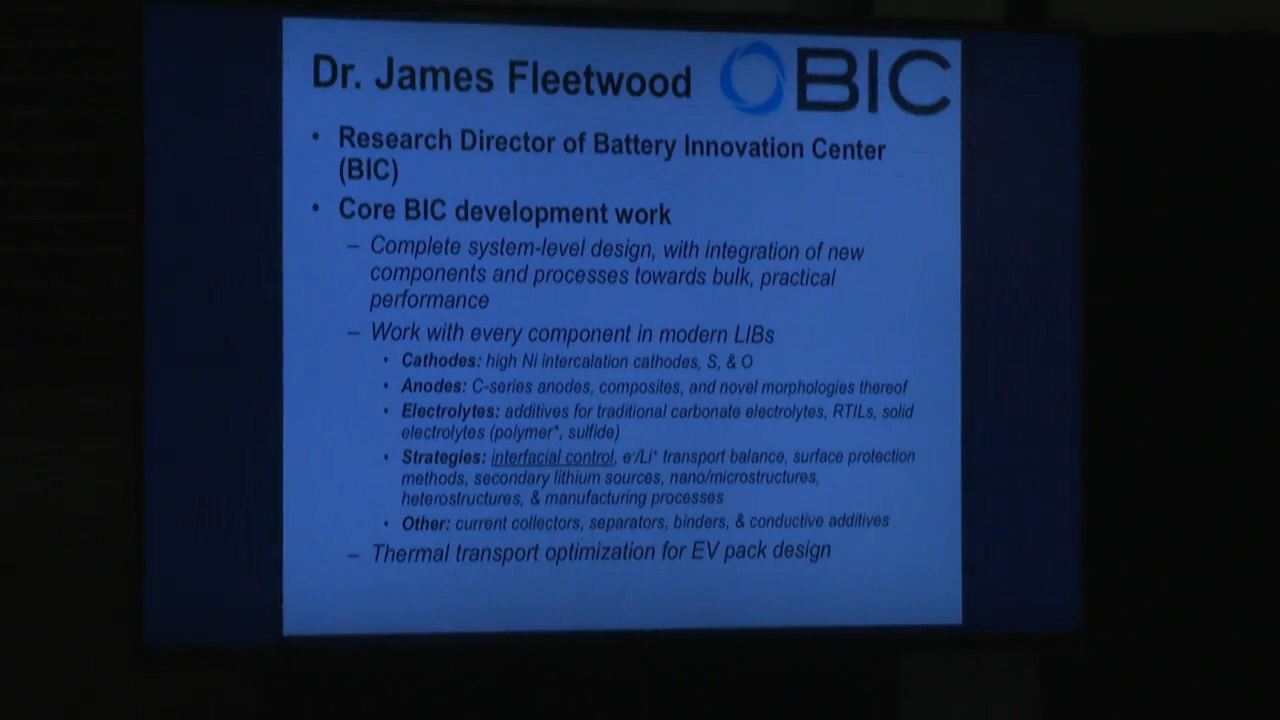 Dr. James Fleetwood
BIC
• Research Director of Battery Innovation Center
(BIC)
• Core BIC development work
– Complete system-level design, with integration of new
components and processes towards bulk, practical
performance
– Work with every component in modern LIBs
• Cathodes: high Ni intercalation cathodes, S, & O
• Anodes: C-series anodes, composites, and novel morphologies thereof
• Electrolytes: additives for traditional carbonate electrolytes, RTILs, solid
electrolytes (polymer*, sulfide)
• Strategies: interfacial control, e⁻/Li⁺ transport balance, surface protection
methods, secondary lithium sources, nano/microstructures,
heterostructures, & manufacturing processes
• Other: current collectors, separators, binders, & conductive additives
– Thermal transport optimization for EV pack design